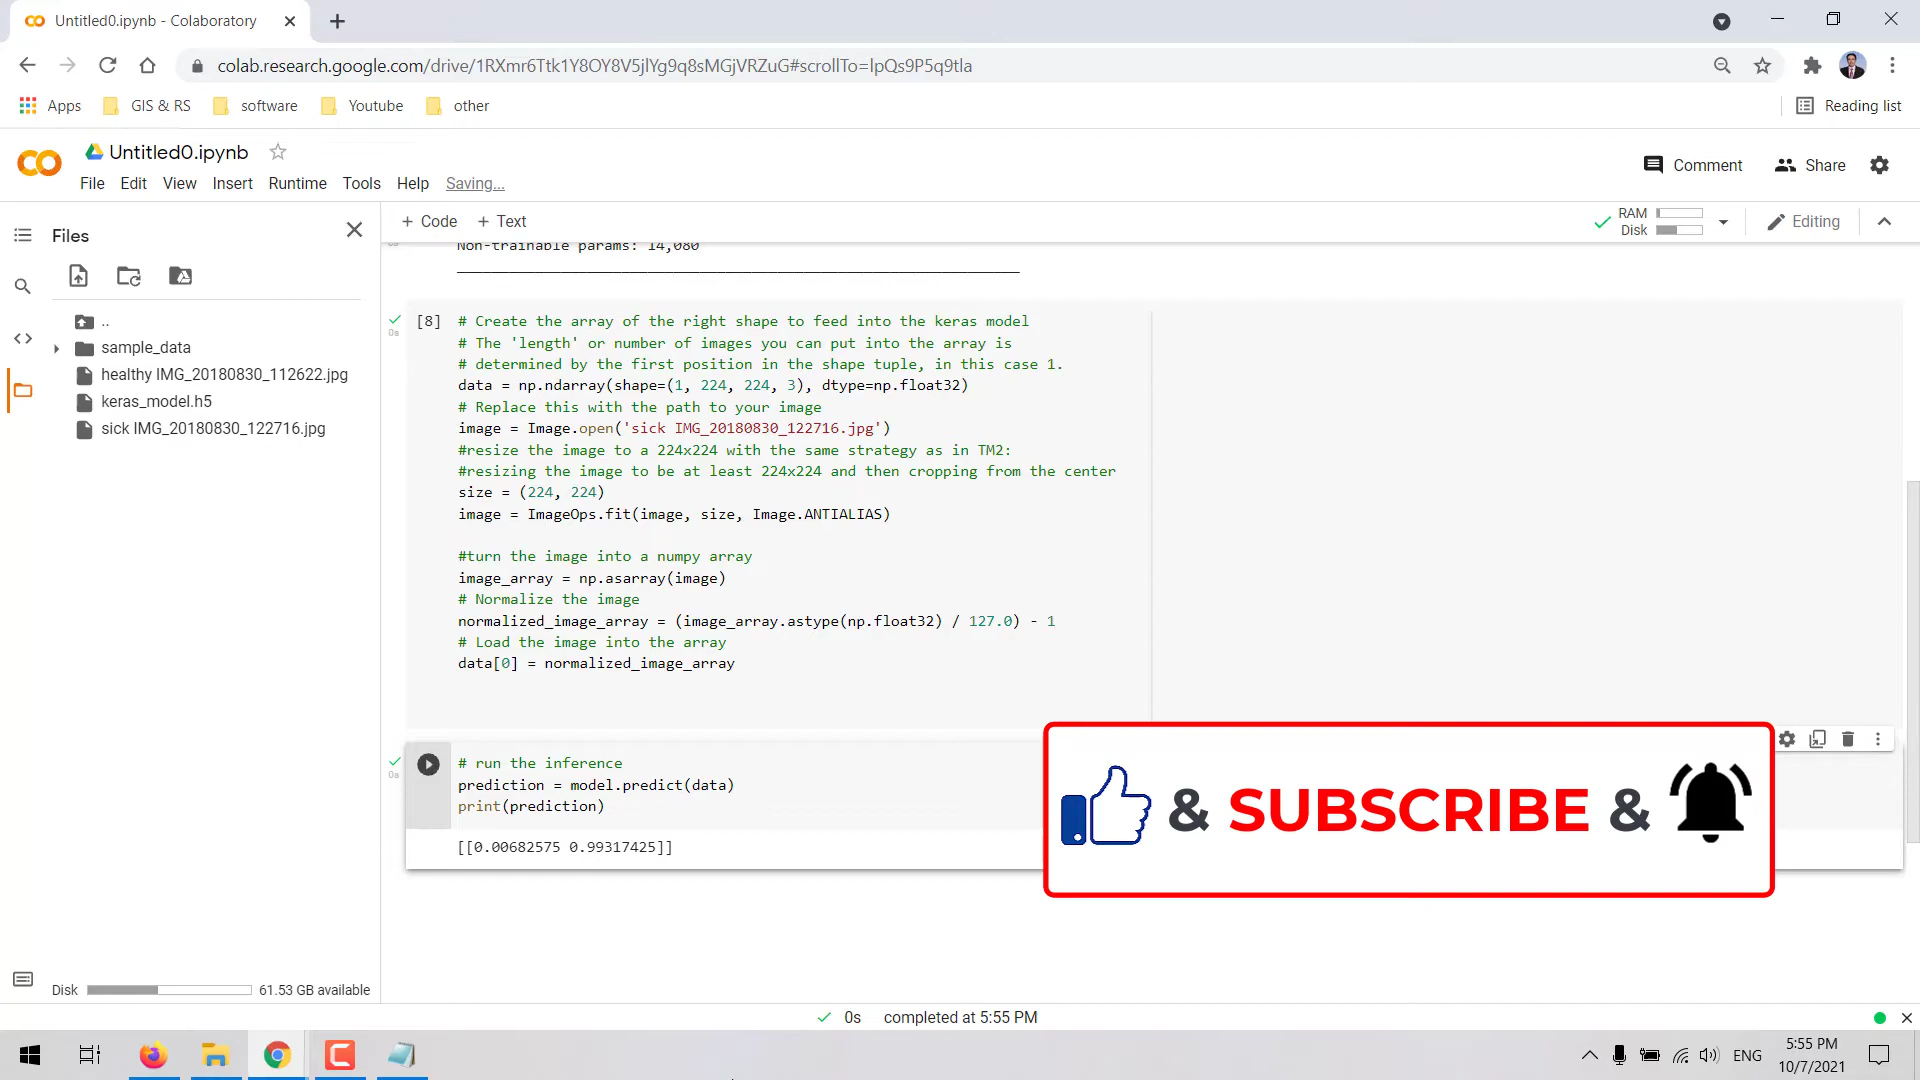 Untitled0.ipynb - Colaboratory
colab.research.google.com/drive/1RXmr6Ttk1Y8OY8V5jlYg9q8sMGjVRZuG#scrollTo=lpQs9P5q9tla
Apps GIS & RS software Youtube other Reading list
Untitled0.ipynb
Comment Share
File Edit View Insert Runtime Tools Help Saving...
Files
+ Code + Text
RAM
Disk
Editing
..
sample_data
healthy IMG_20180830_112622.jpg
keras_model.h5
sick IMG_20180830_122716.jpg
Non-trainable params: 14,080
0s
[8] # Create the array of the right shape to feed into the keras model
# The 'length' or number of images you can put into the array is
# determined by the first position in the shape tuple, in this case 1.
data = np.ndarray(shape=(1, 224, 224, 3), dtype=np.float32)
# Replace this with the path to your image
image = Image.open('sick IMG_20180830_122716.jpg')
#resize the image to a 224x224 with the same strategy as in TM2:
#resizing the image to be at least 224x224 and then cropping from the center
size = (224, 224)
image = ImageOps.fit(image, size, Image.ANTIALIAS)
#turn the image into a numpy array
image_array = np.asarray(image)
# Normalize the image
normalized_image_array = (image_array.astype(np.float32) / 127.0) - 1
# Load the image into the array
data[0] = normalized_image_array
0s
# run the inference
prediction = model.predict(data)
print(prediction)
[[0.00682575 0.99317425]]
& SUBSCRIBE &
Disk 61.53 GB available
0s completed at 5:55 PM
ENG
5:55 PM
10/7/2021